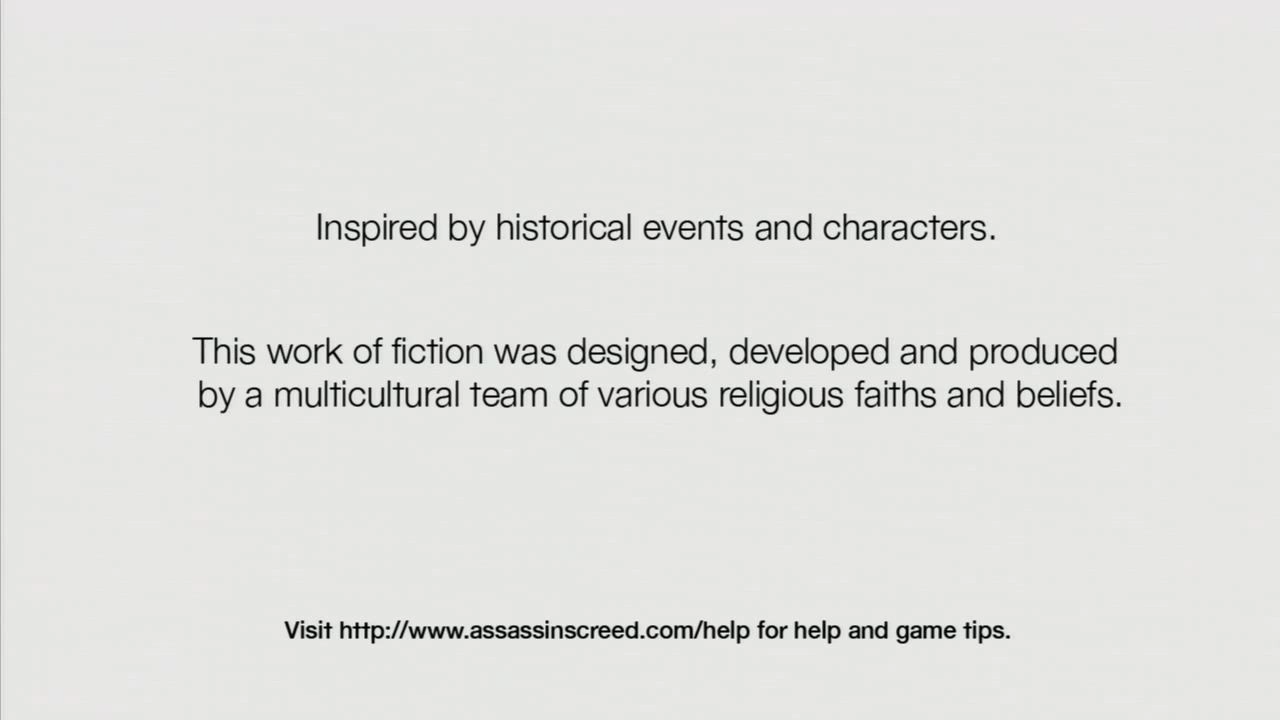 Inspired by historical events and characters.
This work of fiction was designed, developed and produced
by a multicultural team of various religious faiths and beliefs.
Visit http://www.assassinscreed.com/help for help and game tips.